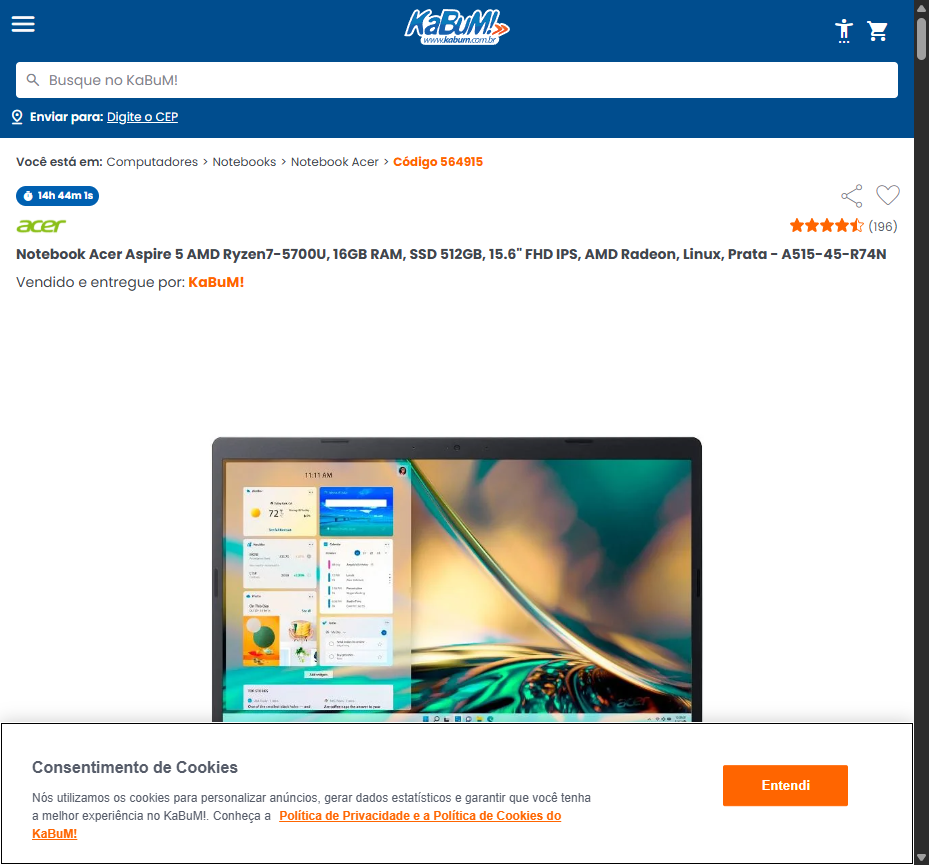 KaBuM!
www.kabum.com.br
Busque no KaBuM!
Enviar para: Digite o CEP
Você está em: Computadores > Notebooks > Notebook Acer > Código 564915
14h 44m 1s
acer
(196)
Notebook Acer Aspire 5 AMD Ryzen7-5700U, 16GB RAM, SSD 512GB, 15.6" FHD IPS, AMD Radeon, Linux, Prata - A515-45-R74N
Vendido e entregue por: KaBuM!
11:11 AM
72°
Consentimento de Cookies
Nós utilizamos os cookies para personalizar anúncios, gerar dados estatísticos e garantir que você tenha
a melhor experiência no KaBuM!. Conheça a Política de Privacidade e a Política de Cookies do
KaBuM!
Entendi